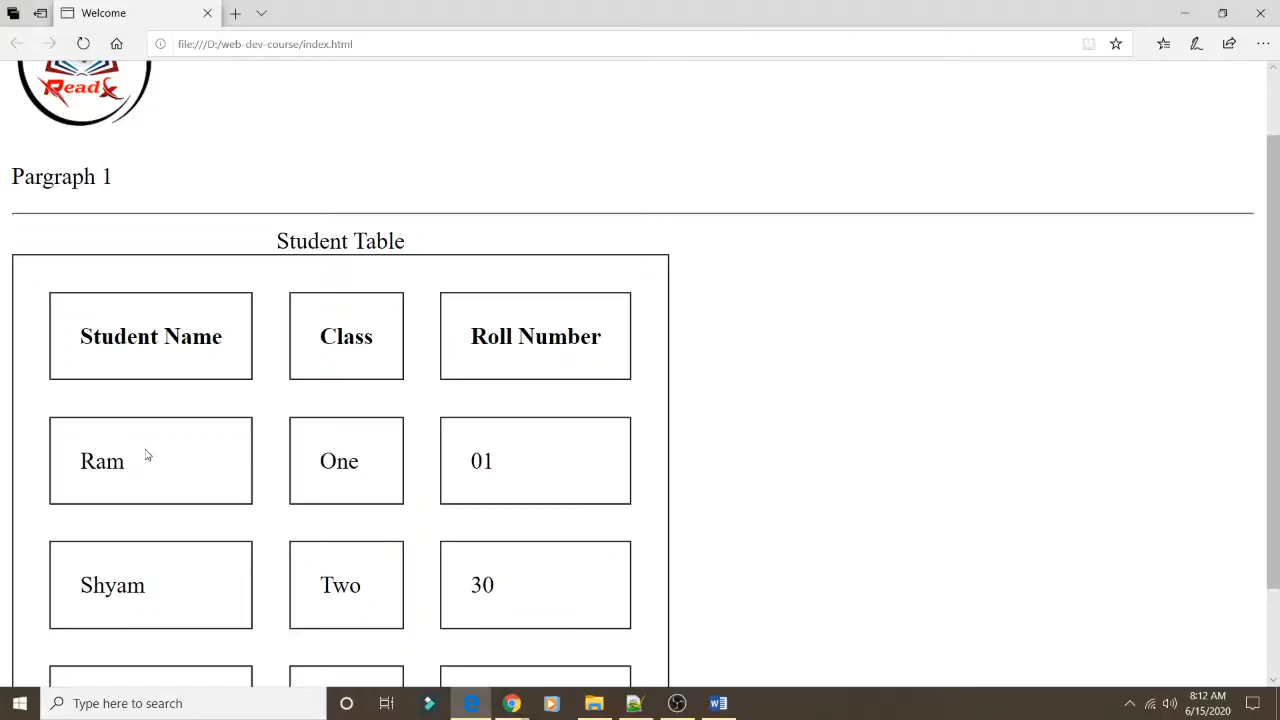 Welcome
file:///D:/web-dev-course/index.html
Read
Pargraph 1
Student Table
Student Name Class Roll Number
Ram One 01
Shyam Two 30
Type here to search
8:12 AM
6/15/2020